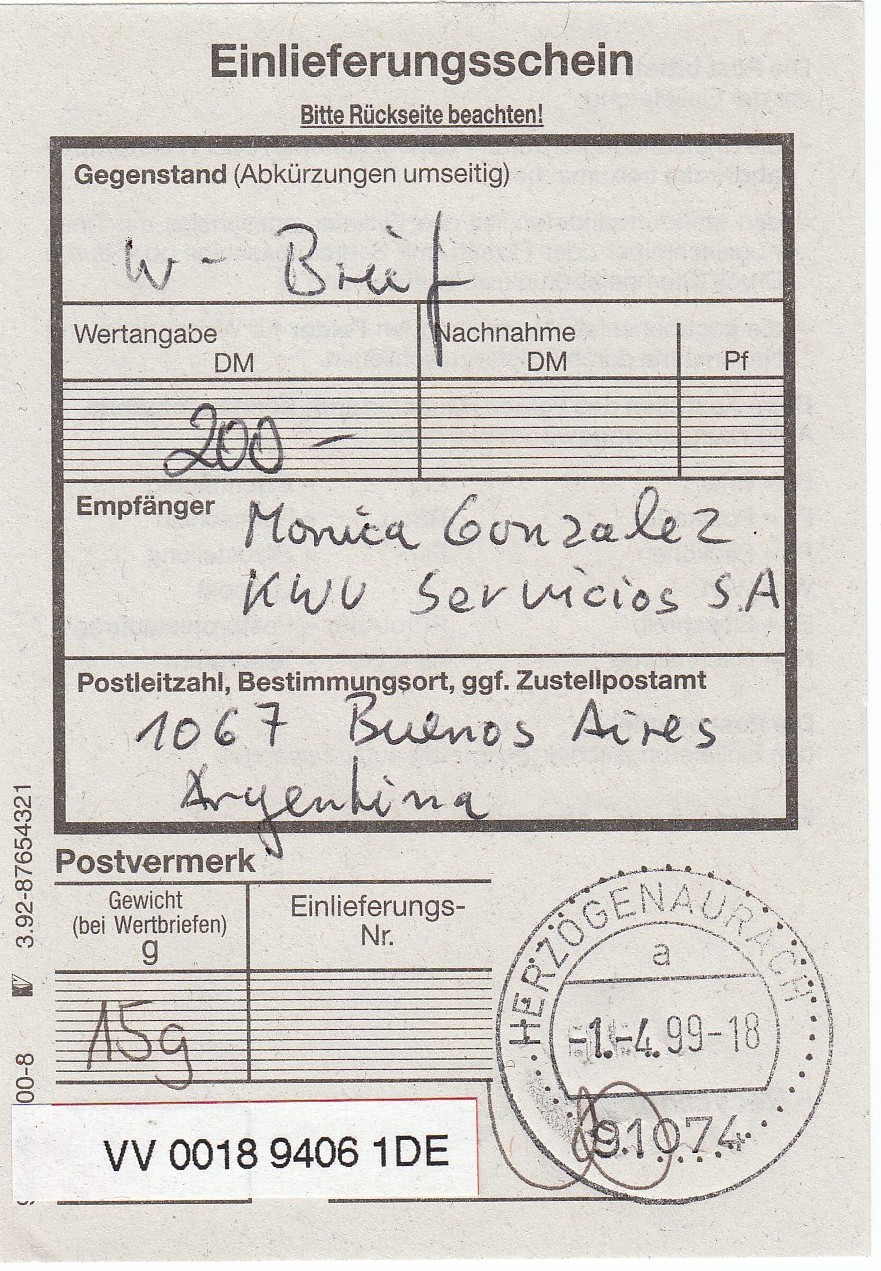 Einlieferungsschein
Bitte Rückseite beachten!
Gegenstand (Abkürzungen umseitig)
W - Brief
Wertangabe
DM
Nachnahme
DM
Pf
200 -
Empfänger
Monica Gonzalez
KWU Servicios S.A
Postleitzahl, Bestimmungsort, ggf. Zustellpostamt
1067 Buenos Aires
Argentina
Postvermerk
Gewicht
(bei Wertbriefen)
g
Einlieferungs-
Nr.
15g
VV 0018 9406 1DE
HERZOGENAURACH
a
-1.-4.99-18
91074
3.92-87654321
00-8